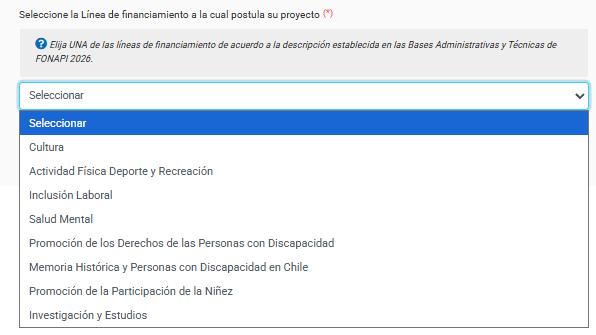 Seleccione la Línea de financiamiento a la cual postula su proyecto (*)
Elija UNA de las líneas de financiamiento de acuerdo a la descripción establecida en las Bases Administrativas y Técnicas de
FONAPI 2026.
Seleccionar
Seleccionar
Cultura
Actividad Física Deporte y Recreación
Inclusión Laboral
Salud Mental
Promoción de los Derechos de las Personas con Discapacidad
Memoria Histórica y Personas con Discapacidad en Chile
Promoción de la Participación de la Niñez
Investigación y Estudios